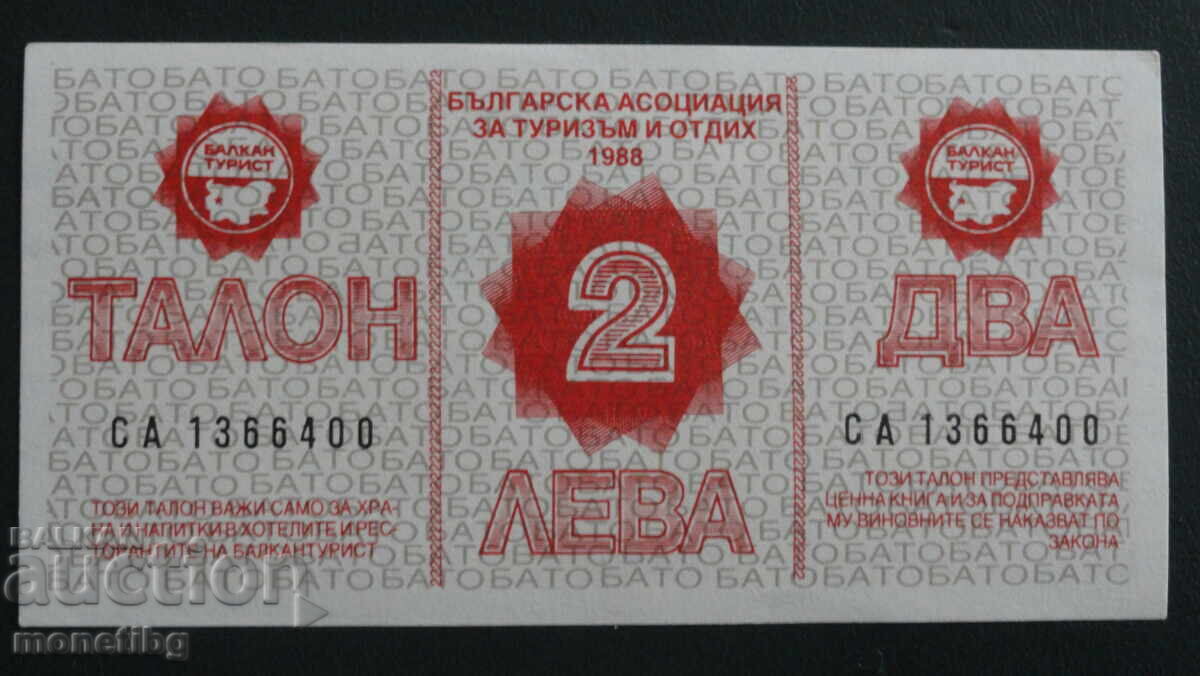 БЪЛГАРСКА АСОЦИАЦИЯ
ЗА ТУРИЗЪМ И ОТДИХ
1988
БАЛКАН
ТУРИСТ
БАЛКАН
ТУРИСТ
2
ТАЛОН
ДВА
ЛЕВА
СА 1366400
СА 1366400
ТОЗИ ТАЛОН ВАЖИ САМО ЗА ХРА-
НА И НАПИТКИ В ХОТЕЛИТЕ И РЕС-
ТОРАНТИТЕ НА БАЛКАНТУРИСТ
ТОЗИ ТАЛОН ПРЕДСТАВЛЯВА
ЦЕННА КНИГА И ЗА ПОДПРАВКАТА
МУ ВИНОВНИТЕ СЕ НАКАЗВАТ ПО
ЗАКОНА
BALKAN
auction
monetibg